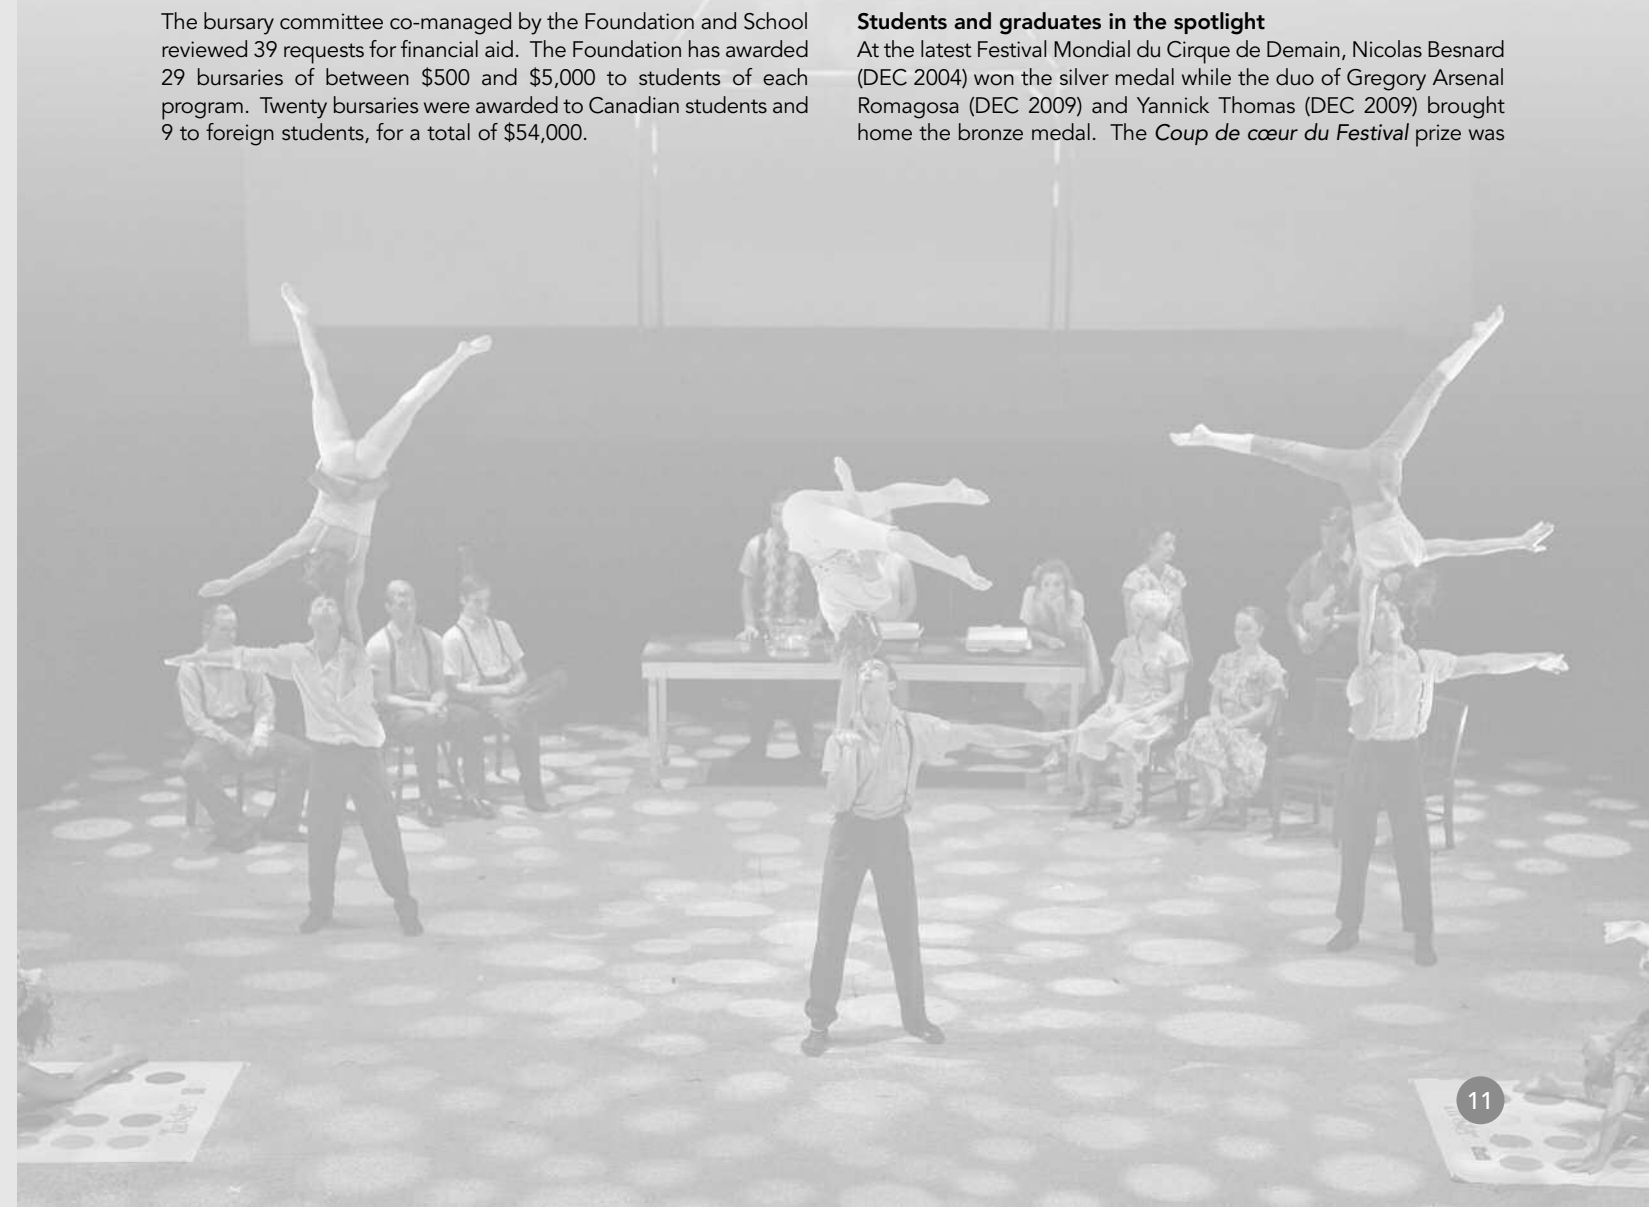 The bursary committee co-managed by the Foundation and School
reviewed 39 requests for financial aid. The Foundation has awarded
29 bursaries of between $500 and $5,000 to students of each
program. Twenty bursaries were awarded to Canadian students and
9 to foreign students, for a total of $54,000.
Students and graduates in the spotlight
At the latest Festival Mondial du Cirque de Demain, Nicolas Besnard
(DEC 2004) won the silver medal while the duo of Gregory Arsenal
Romagosa (DEC 2009) and Yannick Thomas (DEC 2009) brought
home the bronze medal. The Coup de cœur du Festival prize was
11